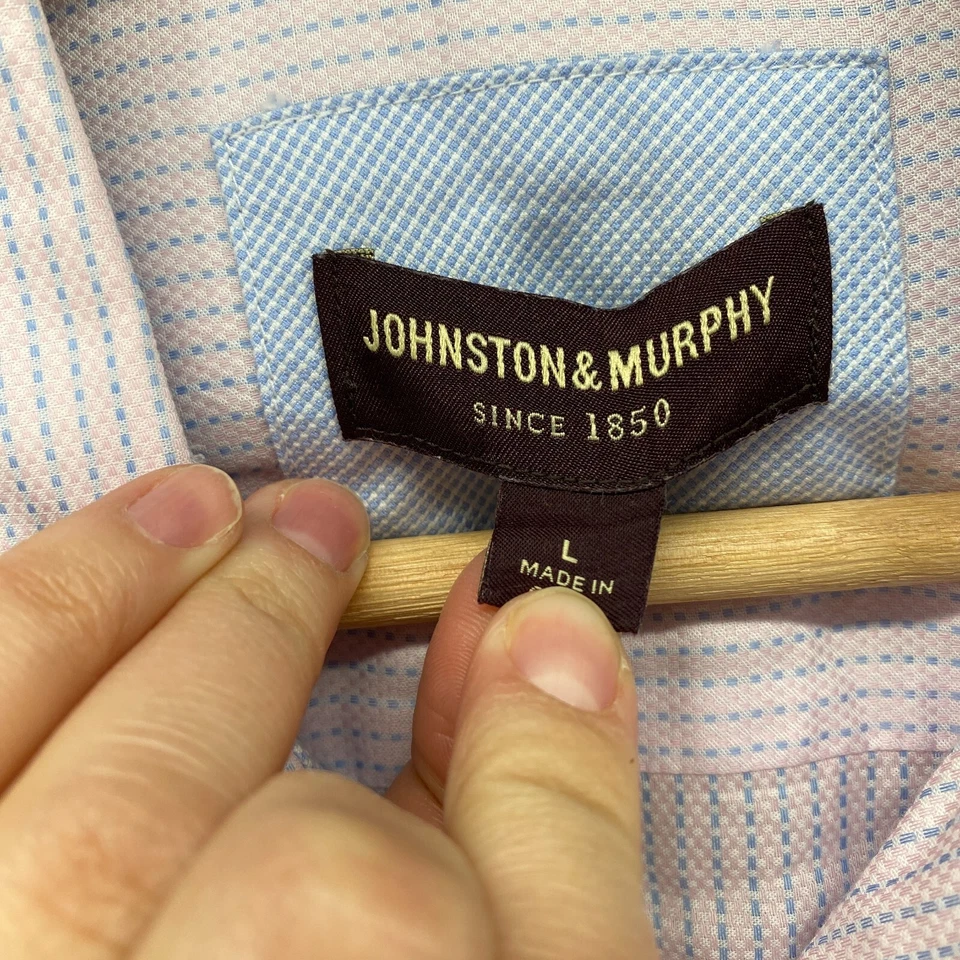 JOHNSTON & MURPHY
SINCE 1850
L
MADE IN